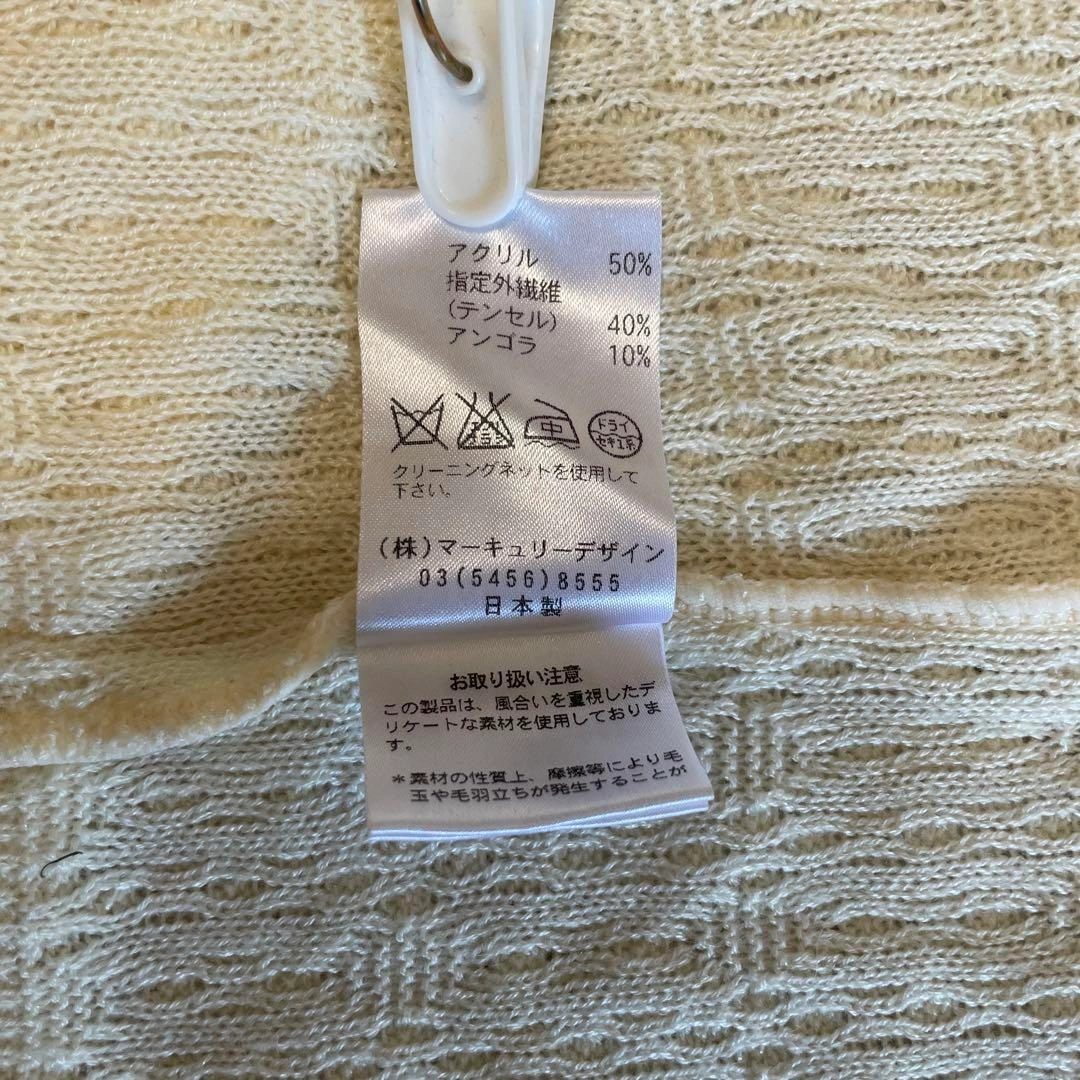 アクリル 50%
指定外繊維
(テンセル) 40%
アンゴラ 10%
中 ドライ
セキユ系
クリーニングネットを使用して
下さい。
(株)マーキュリーデザイン
03(5456)8555
日本製
お取り扱い注意
この製品は、風合いを重視したデ
リケートな素材を使用しておりま
す。
*素材の性質上、摩擦等により毛
玉や毛羽立ちが発生することが